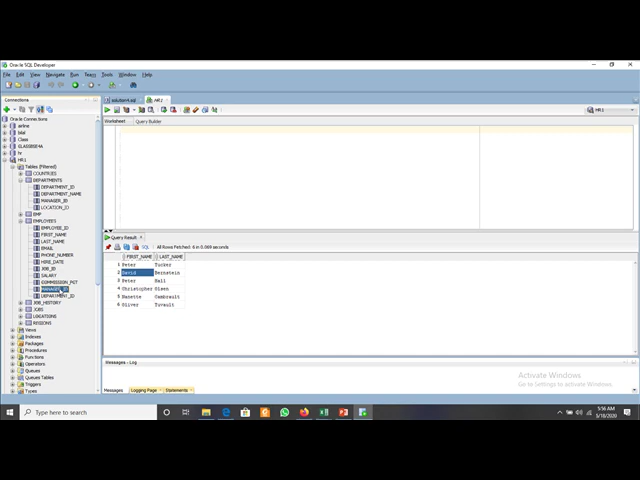 Oracle SQL Developer
File Edit View Navigate Run Team Tools Window Help
Connections
solution4.sql HR1
HR1
Worksheet Query Builder
Oracle Connections
airline
bilal
Class
hr
HR1
Tables (Filtered)
COUNTRIES
DEPARTMENTS
DEPARTMENT_ID
DEPARTMENT_NAME
MANAGER_ID
LOCATION_ID
EMP
EMPLOYEES
EMPLOYEE_ID
FIRST_NAME
LAST_NAME
EMAIL
PHONE_NUMBER
HIRE_DATE
JOB_ID
SALARY
COMMISSION_PCT
MANAGER_ID
DEPARTMENT_ID
JOB_HISTORY
JOBS
LOCATIONS
REGIONS
Views
Indexes
Packages
Procedures
Functions
Operators
Queues
Queues Tables
Triggers
Types
Query Result
SQL All Rows Fetched: 6 in 0.069 seconds
FIRST_NAME LAST_NAME
1 Peter Tucker
2 David Bernstein
3 Peter Hall
4 Christopher Olsen
5 Nanette Cambrault
6 Oliver Tuvault
Messages - Log
Messages Logging Page Statements
Activate Windows
Go to Settings to activate Windows.
Type here to search
5:56 AM
5/18/2020